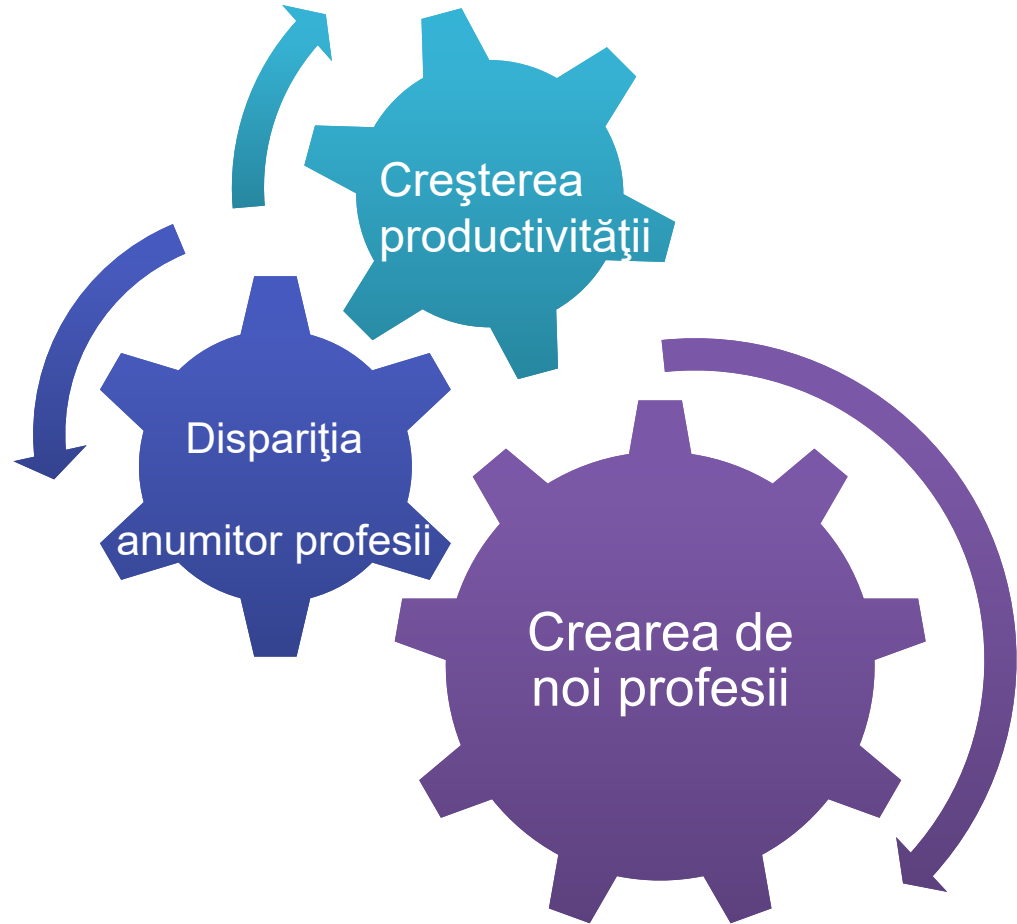 Creşterea
productivităţii
Dispariţia
anumitor profesii
Crearea de
noi profesii